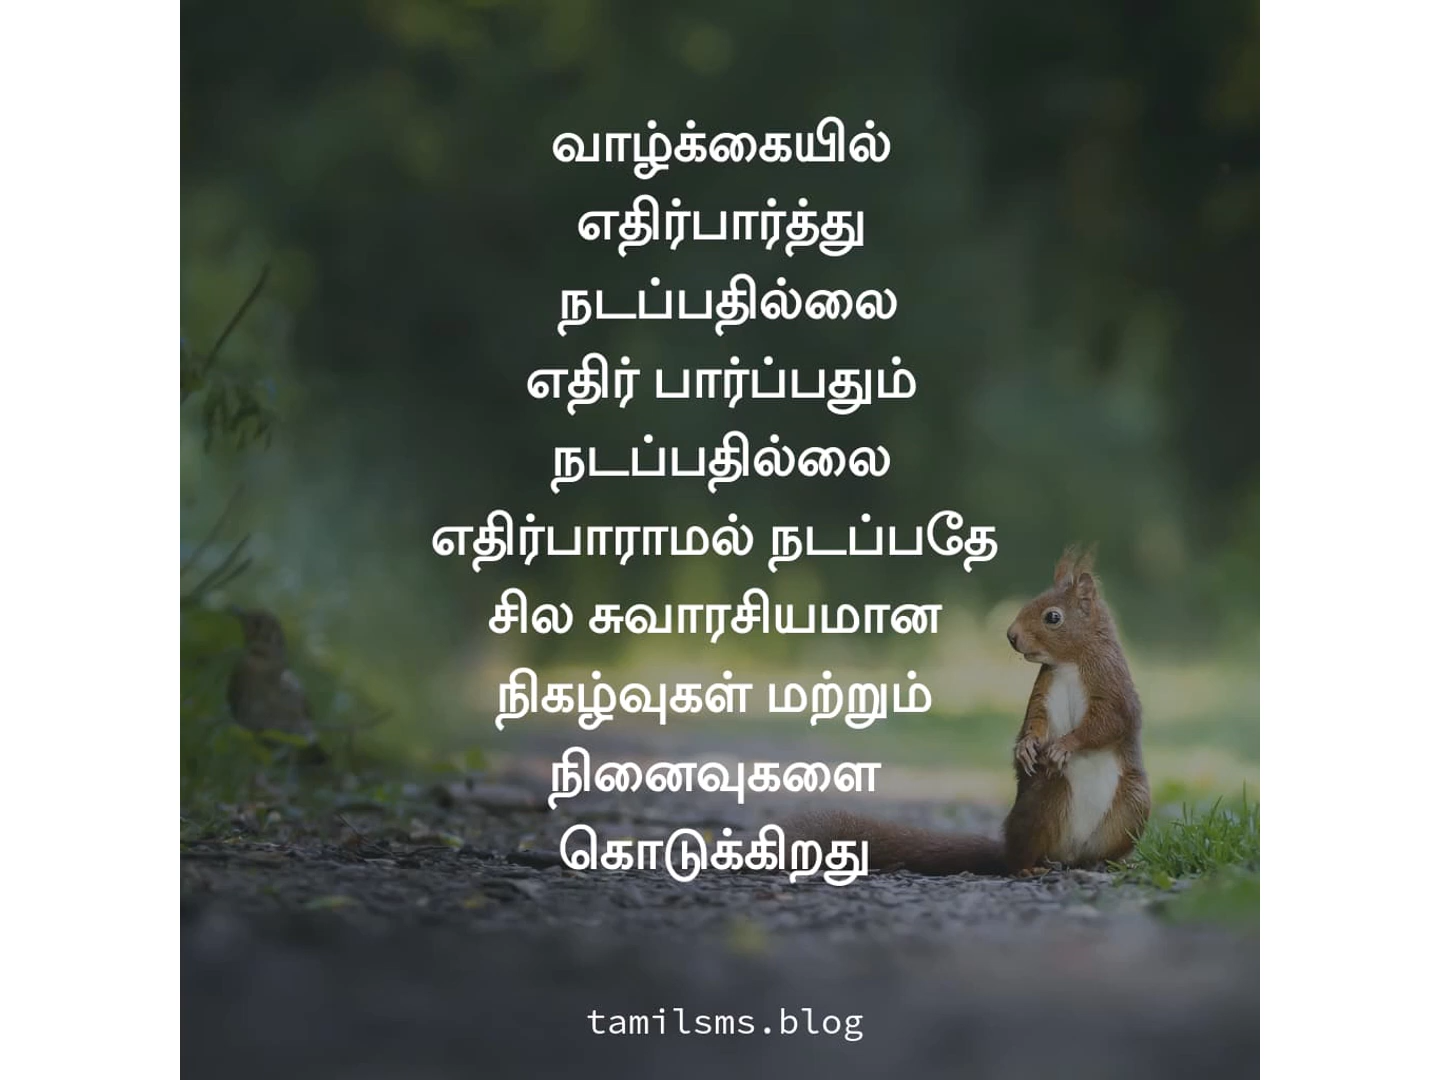 வாழ்க்கையில்
எதிர்பார்த்து
நடப்பதில்லை
எதிர் பார்ப்பதும்
நடப்பதில்லை
எதிர்பாராமல் நடப்பதே
சில சுவாரசியமான
நிகழ்வுகள் மற்றும்
நினைவுகளை
கொடுக்கிறது
tamilsms.blog